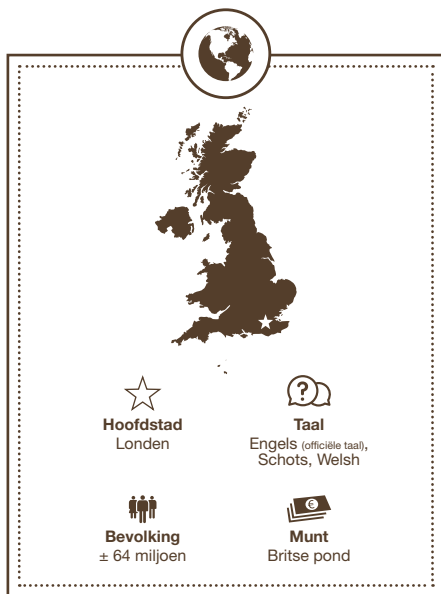 Hoofdstad
Londen
Taal
Engels (officiële taal),
Schots, Welsh
Bevolking
± 64 miljoen
?
€
Munt
Britse pond